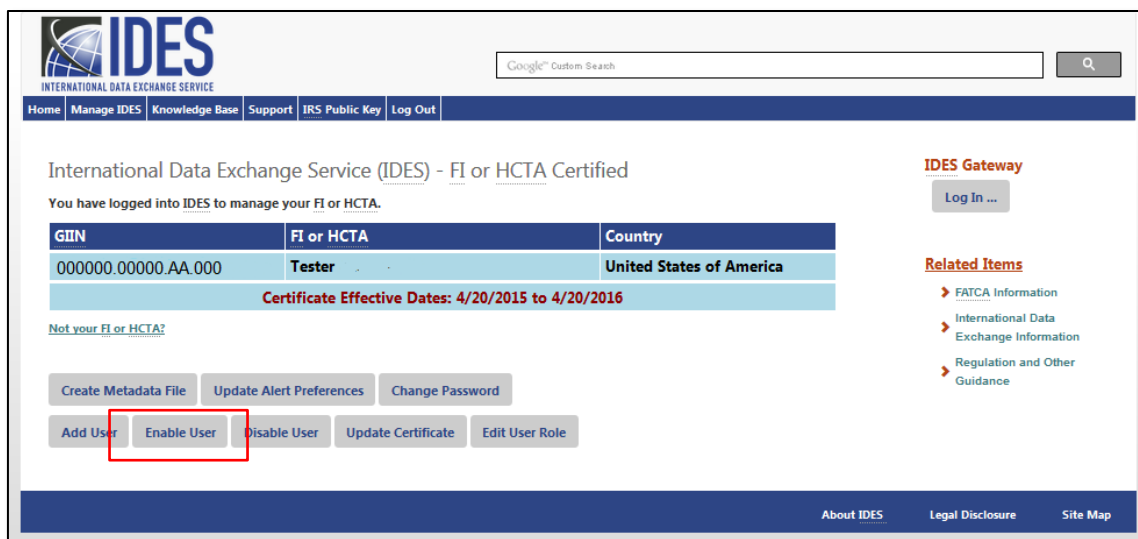 IDES
INTERNATIONAL DATA EXCHANGE SERVICE
Google™ Custom Search
Home Manage IDES Knowledge Base Support IRS Public Key Log Out
International Data Exchange Service (IDES) - FI or HCTA Certified
You have logged into IDES to manage your FI or HCTA.
GIIN FI or HCTA Country
000000.00000.AA.000 Tester United States of America
Certificate Effective Dates: 4/20/2015 to 4/20/2016
Not your FI or HCTA?
Create Metadata File Update Alert Preferences Change Password
Add User Enable User Disable User Update Certificate Edit User Role
IDES Gateway
Log In ...
Related Items
FATCA Information
International Data
Exchange Information
Regulation and Other
Guidance
About IDES Legal Disclosure Site Map